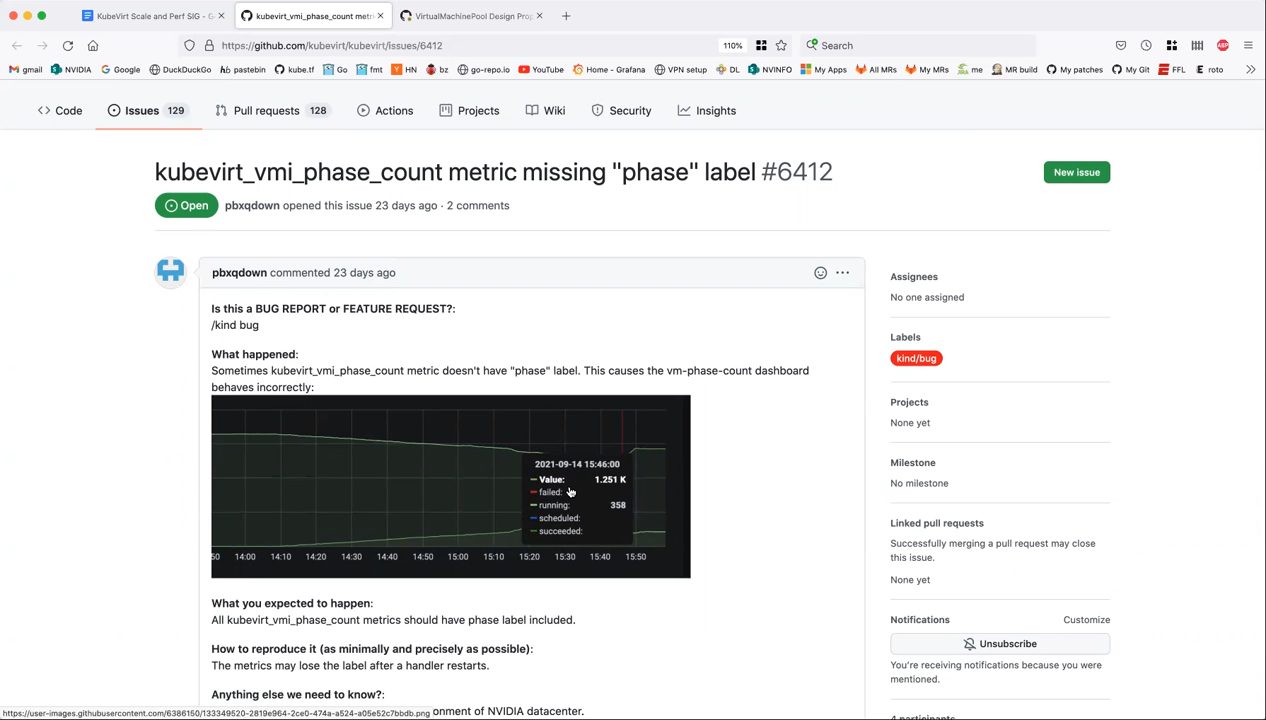 KubeVirt Scale and Perf SIG - G
kubevirt_vmi_phase_count metri
VirtualMachinePool Design Prop
https://github.com/kubevirt/kubevirt/issues/6412
110%
Search
gmail NVIDIA Google DuckDuckGo pastebin kube.tf Go fmt HN bz go-repo.io YouTube Home - Grafana VPN setup DL NVINFO My Apps All MRs My MRs me MR build My patches My Git FFL roto
Code Issues 129 Pull requests 128 Actions Projects Wiki Security Insights
kubevirt_vmi_phase_count metric missing "phase" label #6412
New issue
Open pbxqdown opened this issue 23 days ago · 2 comments
pbxqdown commented 23 days ago
Is this a BUG REPORT or FEATURE REQUEST?:
/kind bug
What happened:
Sometimes kubevirt_vmi_phase_count metric doesn't have "phase" label. This causes the vm-phase-count dashboard
behaves incorrectly:
2021-09-14 15:46:00
Value: 1.251 K
failed:
running: 358
scheduled:
succeeded:
50 14:00 14:10 14:20 14:30 14:40 14:50 15:00 15:10 15:20 15:30 15:40 15:50
What you expected to happen:
All kubevirt_vmi_phase_count metrics should have phase label included.
How to reproduce it (as minimally and precisely as possible):
The metrics may lose the label after a handler restarts.
Anything else we need to know?:
onment of NVIDIA datacenter.
Assignees
No one assigned
Labels
kind/bug
Projects
None yet
Milestone
No milestone
Linked pull requests
Successfully merging a pull request may close
this issue.
None yet
Notifications Customize
Unsubscribe
You're receiving notifications because you were
mentioned.
4 participants
https://user-images.githubusercontent.com/6386150/133349520-2819e964-2ce0-474a-a524-a05e52c7bbdb.png